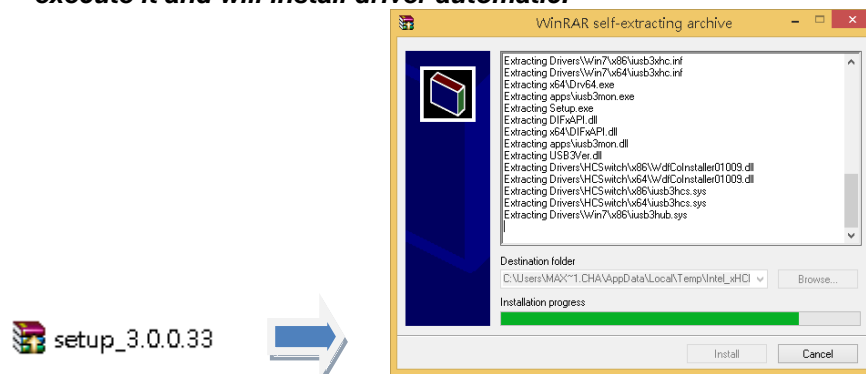 execute it and will install driver automatic.
WinRAR self-extracting archive
Extracting Drivers\Win7\x86\iusb3xhc.inf
Extracting Drivers\Win7\x64\iusb3xhc.inf
Extracting x64\Drv64.exe
Extracting apps\iusb3mon.exe
Extracting Setup.exe
Extracting DIFxAPI.dll
Extracting x64\DIFxAPI.dll
Extracting apps\iusb3mon.dll
Extracting USB3Ver.dll
Extracting Drivers\HCSwitch\x86\WdfCoInstaller01009.dll
Extracting Drivers\HCSwitch\x64\WdfCoInstaller01009.dll
Extracting Drivers\HCSwitch\x86\iusb3hcs.sys
Extracting Drivers\HCSwitch\x64\iusb3hcs.sys
Extracting Drivers\Win7\x86\iusb3hub.sys
Destination folder
C:\Users\MAX~1.CHA\AppData\Local\Temp\Intel_xHCI
Browse...
Installation progress
setup_3.0.0.33
Install
Cancel